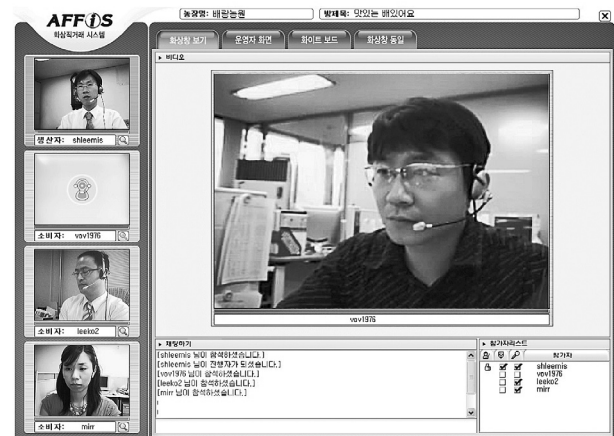 AFFiS
화상직거래 시스템
농장명: 배랑농원
방제목: 맛있는 배있어요
화상창 보기
운영자 화면
화이트 보드
화상창 동일
비디오
생산자: shleemis
소비자: vov1976
소비자: leeko2
소비자: mirr
vov1976
채팅하기
[shleemis 님이 참석하셨습니다.]
[shleemis 님이 진행자가 되셨습니다.]
[vov1976 님이 참석하셨습니다.]
[leeko2 님이 참석하셨습니다.]
[mirr 님이 참석하셨습니다.]
참가자리스트
참가자
shleemis
vov1976
leeko2
mirr